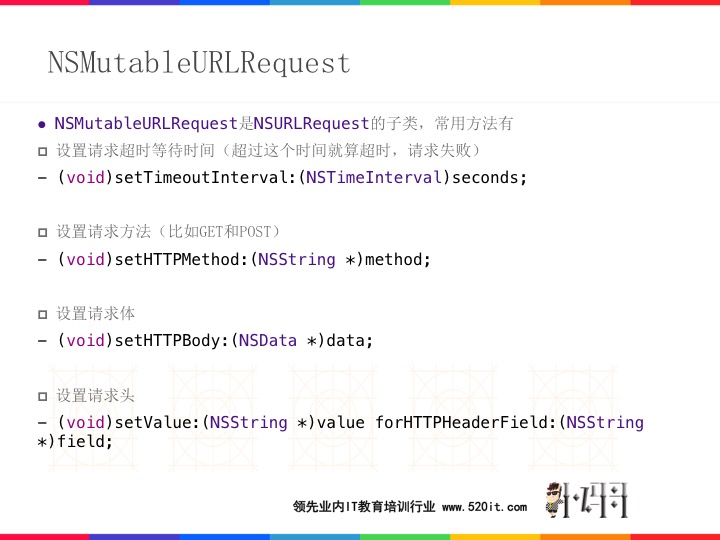 NSMutableURLRequest
● NSMutableURLRequest是NSURLRequest的子类，常用方法有
设置请求超时等待时间（超过这个时间就算超时，请求失败）
- (void)setTimeoutInterval:(NSTimeInterval)seconds;
设置请求方法（比如GET和POST）
- (void)setHTTPMethod:(NSString *)method;
设置请求体
- (void)setHTTPBody:(NSData *)data;
设置请求头
- (void)setValue:(NSString *)value forHTTPHeaderField:(NSString
*)field;
领先业内IT教育培训行业 www.520it.com
小码哥